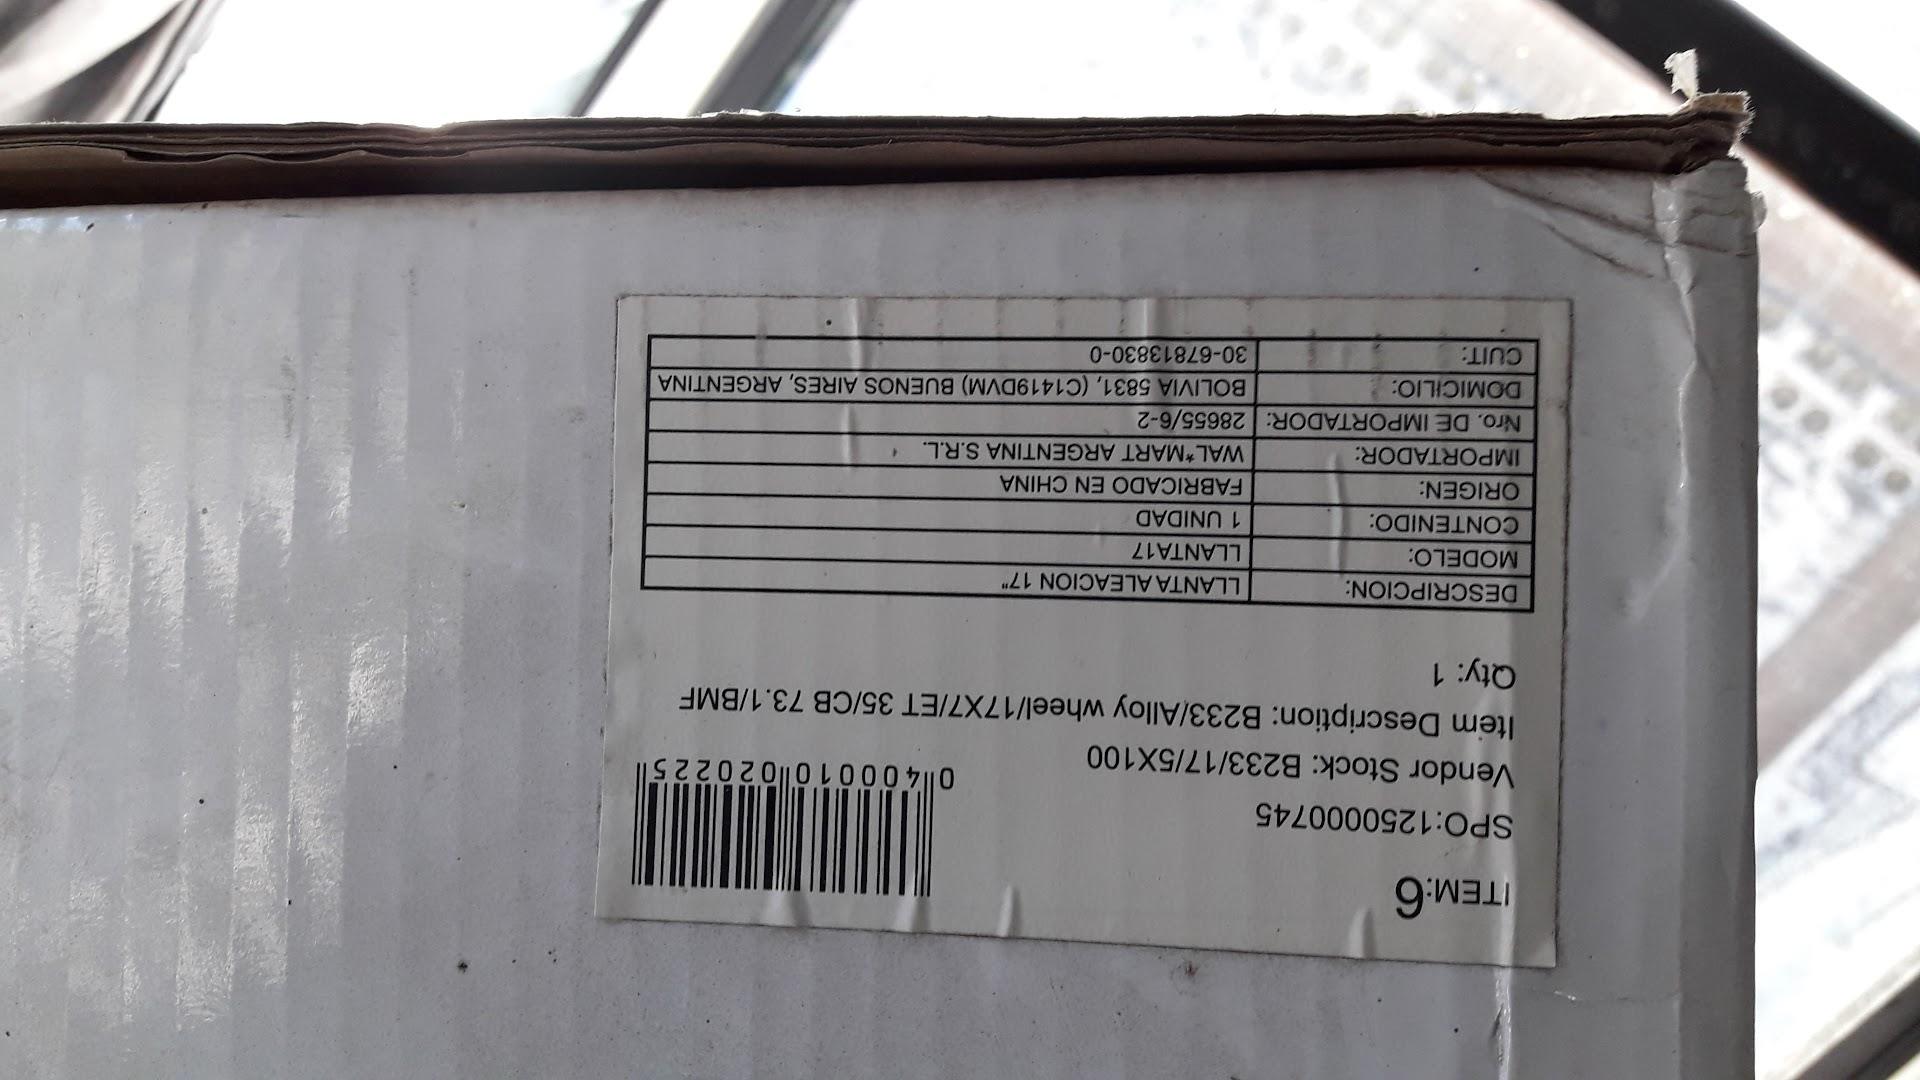 ITEM:6
SPO:1250000745
Vendor Stock: B233/17/5X100
0 400010 020225
Item Description: B233/Alloy wheel/17X7/ET 35/CB 73.1/BMF
Qty: 1
DESCRIPCION: LLANTA ALEACION 17"
MODELO: LLANTA17
CONTENIDO: 1 UNIDAD
ORIGEN: FABRICADO EN CHINA
IMPORTADOR: WAL*MART ARGENTINA S.R.L.
Nro. DE IMPORTADOR: 28655/6-2
DOMICILIO: BOLIVIA 5831, (C1419DVM) BUENOS AIRES, ARGENTINA
CUIT: 30-67813830-0